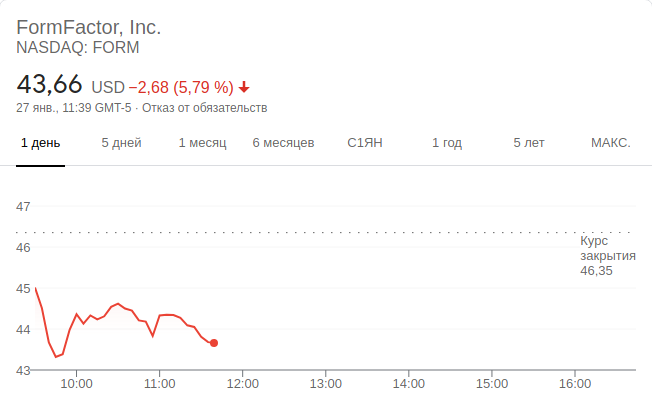 FormFactor, Inc.
NASDAQ: FORM
43,66 USD −2,68 (5,79 %)
27 янв., 11:39 GMT-5 · Отказ от обязательств
1 день 5 дней 1 месяц 6 месяцев С1ЯН 1 год 5 лет МАКС.
47
46
45
44
43
Курс
закрытия
46,35
10:00 11:00 12:00 13:00 14:00 15:00 16:00